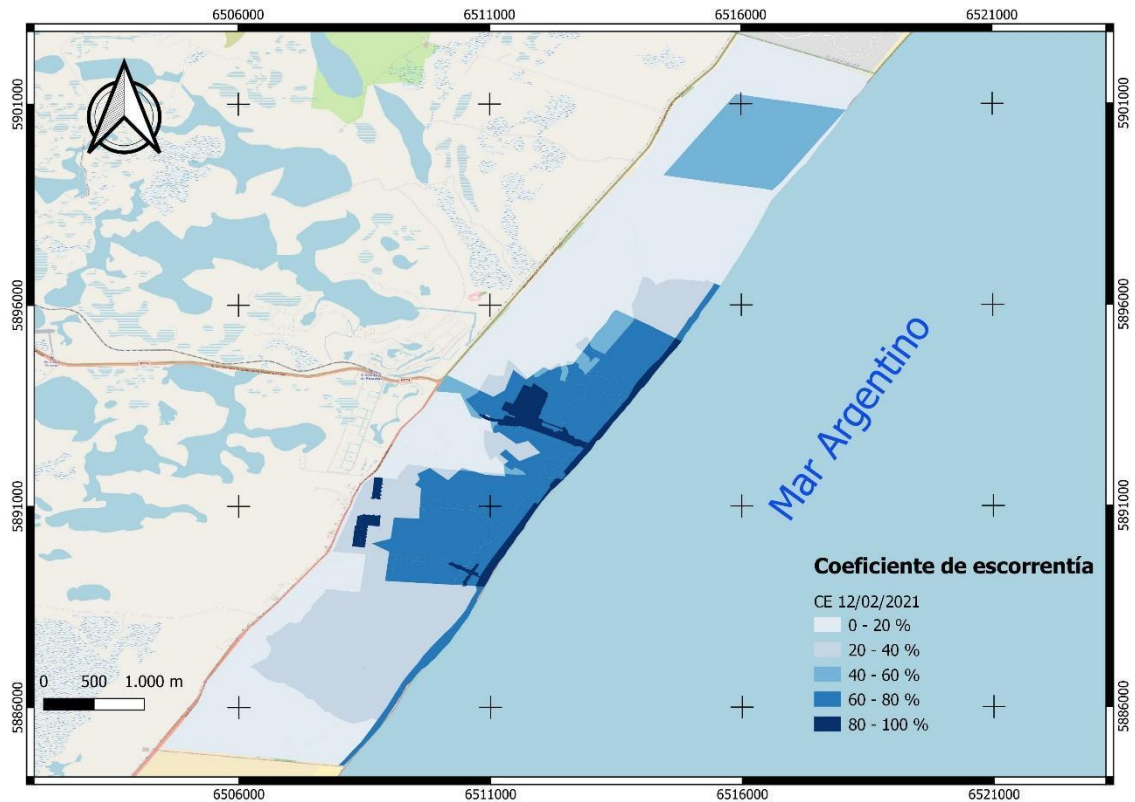 6506000 6511000 6516000 6521000
5901000 5901000
5896000 5896000
Mar Argentino
5891000 5891000
Coeficiente de escorrentía
CE 12/02/2021
0 - 20 %
20 - 40 %
40 - 60 %
60 - 80 %
80 - 100 %
0 500 1.000 m
5886000 5886000
6506000 6511000 6516000 6521000